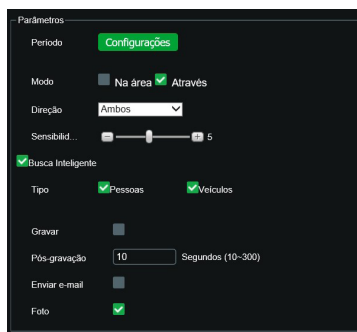 Parâmetros
Período Configurações
Modo Na área Através
Direção Ambos
Sensibilid... 5
Busca Inteligente
Tipo Pessoas Veículos
Gravar
Pós-gravação 10 Segundos (10~300)
Enviar e-mail
Foto